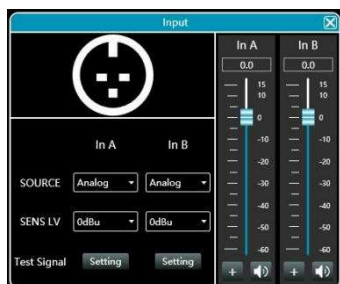 Input
In A In B
0.0 0.0
15 15
10 10
0 0
-10 -10
-20 -20
-30 -30
-40 -40
-50 -50
-60 -60
+ +
In A In B
SOURCE Analog Analog
SENS LV 0dBu 0dBu
Test Signal Setting Setting